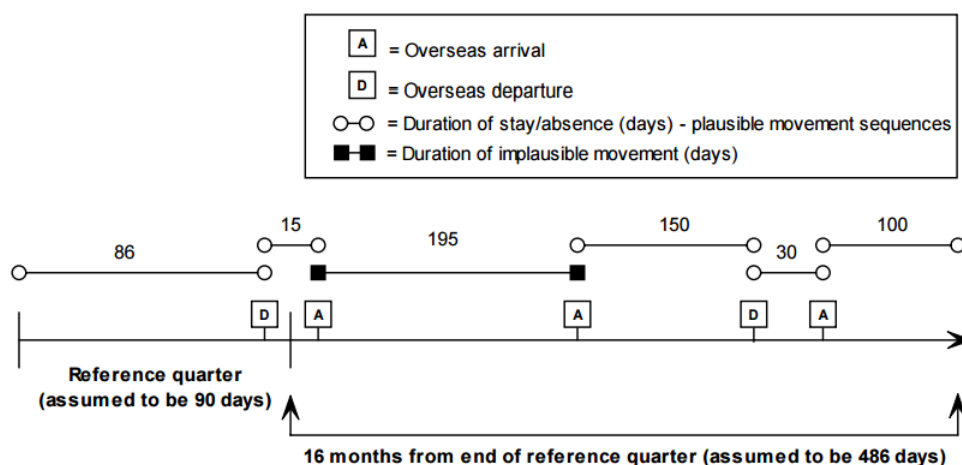 A = Overseas arrival
D = Overseas departure
= Duration of stay/absence (days) - plausible movement sequences
= Duration of implausible movement (days)
86
15
195
150
30
100
D
A
A
D
A
Reference quarter
(assumed to be 90 days)
16 months from end of reference quarter (assumed to be 486 days)